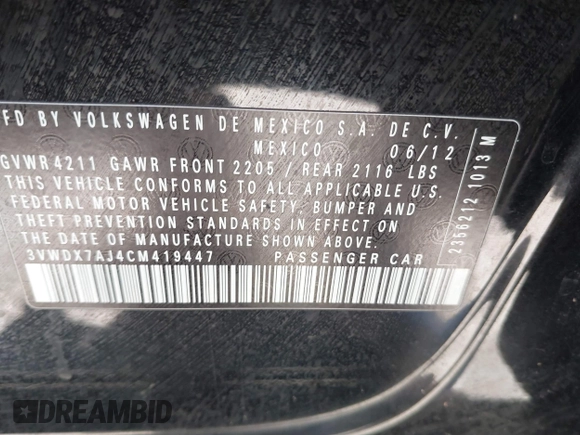 FD BY VOLKSWAGEN DE MEXICO S.A. DE C.V.
MEXICO 06/12
GVWR 4211 GAWR FRONT 2205 / REAR 2116 LBS
THIS VEHICLE CONFORMS TO ALL APPLICABLE U.S.
FEDERAL MOTOR VEHICLE SAFETY, BUMPER AND
THEFT PREVENTION STANDARDS IN EFFECT ON THE
DATE OF MANUFACTURE SHOWN ABOVE.
3VWDX7AJ4CM419447 PASSENGER CAR
2356212 1013 M
DREAMBID